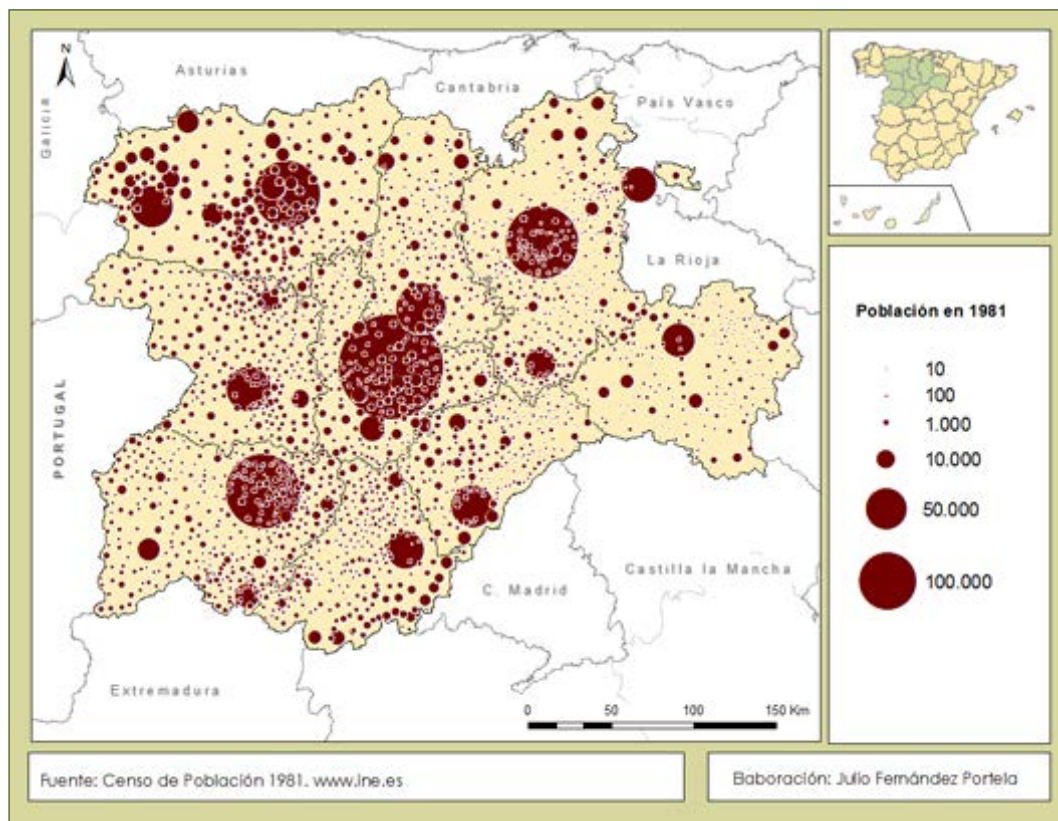 N
Asturias
Cantabria
País Vasco
Galicia
La Rioja
PORTUGAL
Castilla la Mancha
C. Madrid
Extremadura
0 50 100 150 Km
Población en 1981
10
100
1.000
10.000
50.000
100.000
Fuente: Censo de Población 1981. www.ine.es
Elaboración: Julio Fernández Portela